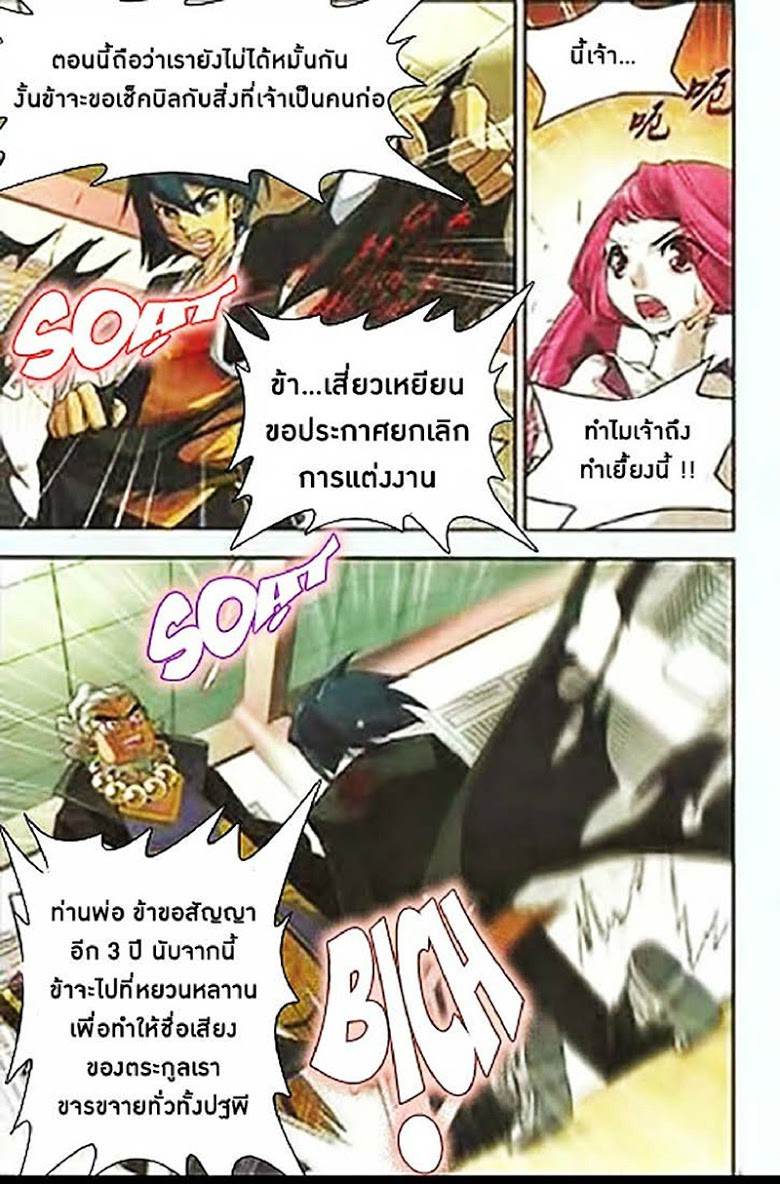 ตอนนี้ถือว่าเรายังไม่ได้หมั้นกัน
งั้นข้าจะขอเช็คบิลกับสิ่งที่เจ้าเป็นคนก่อ
SOAT
ข้า...เสี่ยวเหยียน
ขอประกาศยกเลิก
การแต่งงาน
นี้เจ้า...
呃
呃
ทำไมเจ้าถึง
ทำเยี้ยงนี้ !!
SOAT
ท่านพ่อ ข้าขอสัญญา
อีก 3 ปี นับจากนี้
ข้าจะไปที่หยวนหลาาน
เพื่อทำให้ชื่อเสียง
ของตระกูลเรา
ขจรขจายทั่วทั้งปฐพี
BỊCH